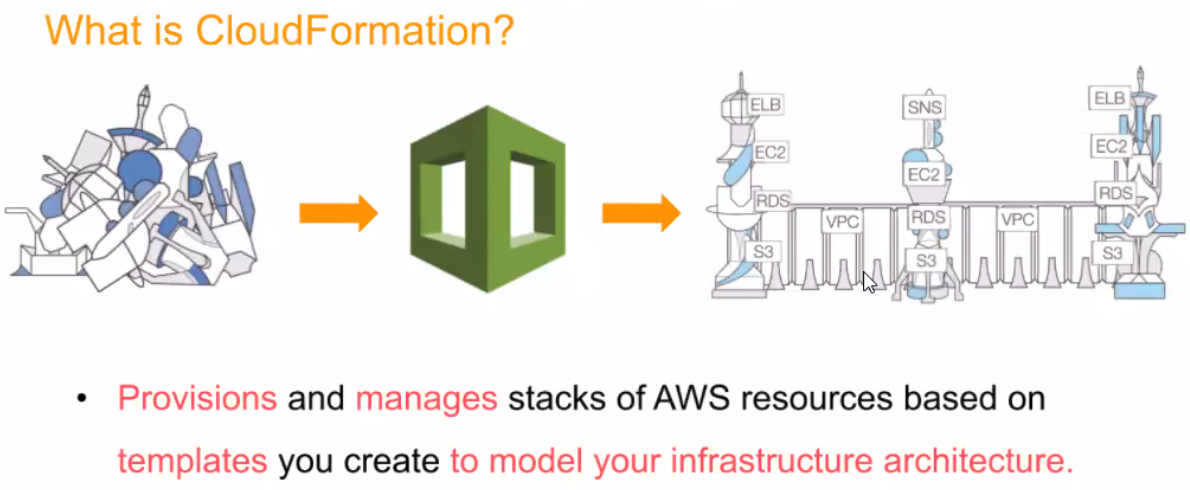 What is CloudFormation?
ELB
SNS
ELB
EC2
EC2
EC2
RDS
RDS
VPC
RDS
VPC
S3
S3
S3
• Provisions and manages stacks of AWS resources based on
templates you create to model your infrastructure architecture.